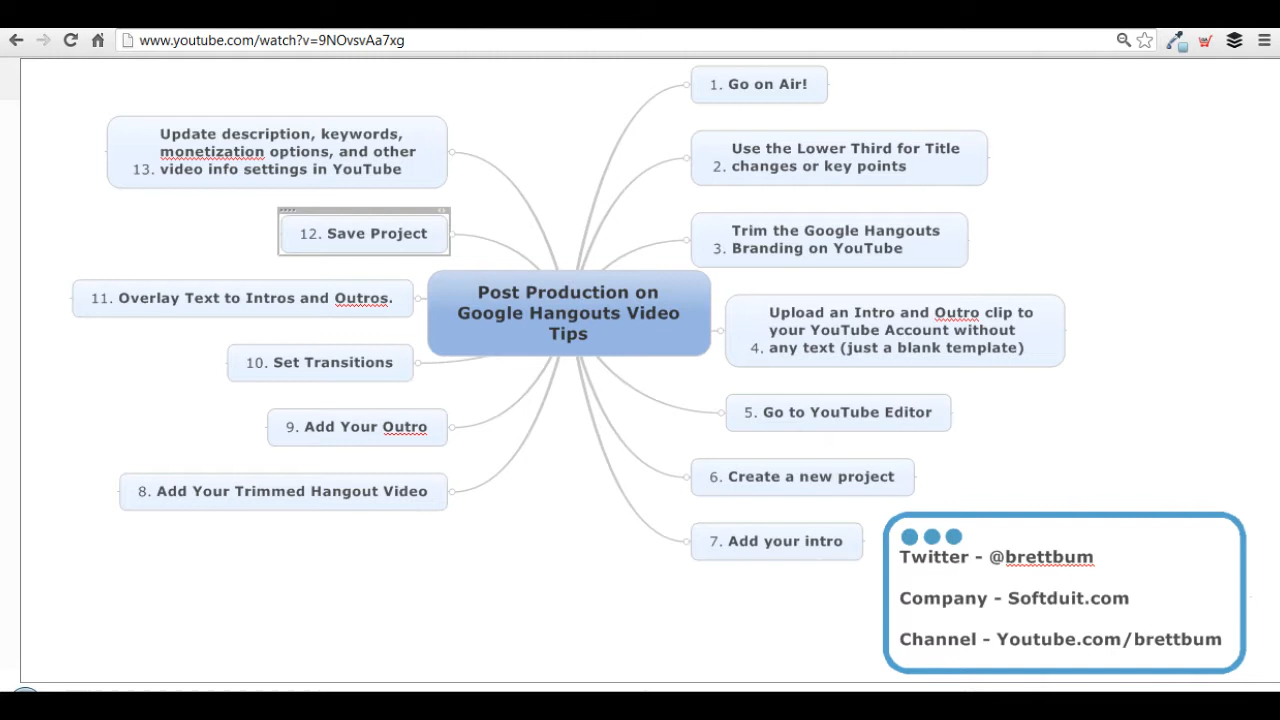 www.youtube.com/watch?v=9NOvsvAa7xg
Post Production on
Google Hangouts Video
Tips
1. Go on Air!
Use the Lower Third for Title
2. changes or key points
Trim the Google Hangouts
3. Branding on YouTube
Upload an Intro and Outro clip to
your YouTube Account without
4. any text (just a blank template)
5. Go to YouTube Editor
6. Create a new project
7. Add your intro
8. Add Your Trimmed Hangout Video
9. Add Your Outro
10. Set Transitions
11. Overlay Text to Intros and Outros.
12. Save Project
Update description, keywords,
monetization options, and other
13. video info settings in YouTube
Twitter - @brettbum
Company - Softduit.com
Channel - Youtube.com/brettbum